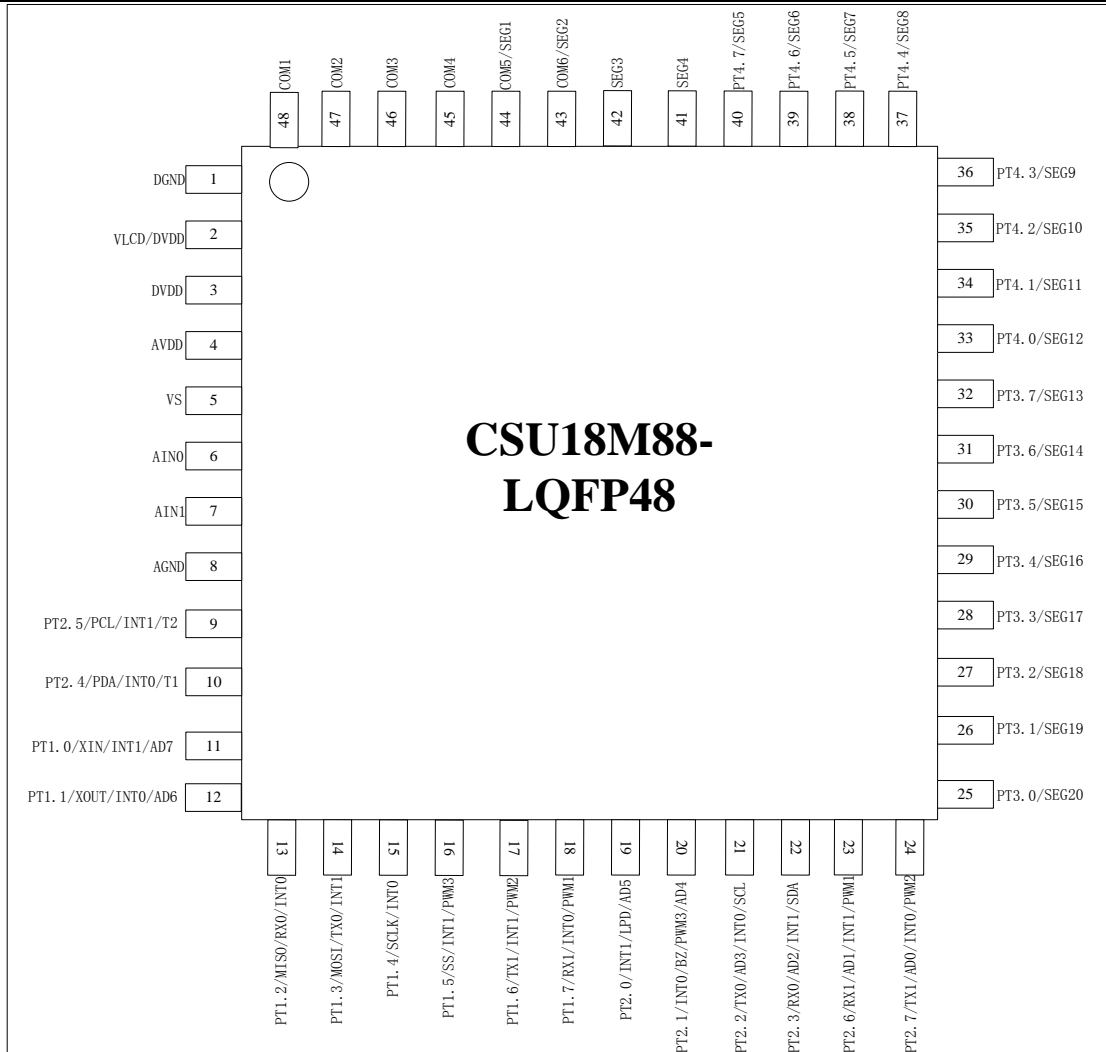 COM1
COM2
COM3
COM4
COM5/SEG1
COM6/SEG2
SEG3
SEG4
PT4.7/SEG5
PT4.6/SEG6
PT4.5/SEG7
PT4.4/SEG8
48
47
46
45
44
43
42
41
40
39
38
37
DGND 1
VLCD/DVDD 2
DVDD 3
AVDD 4
VS 5
AIN0 6
AIN1 7
AGND 8
PT2.5/PCL/INT1/T2 9
PT2.4/PDA/INT0/T1 10
PT1.0/XIN/INT1/AD7 11
PT1.1/XOUT/INT0/AD6 12
CSU18M88-
LQFP48
36 PT4.3/SEG9
35 PT4.2/SEG10
34 PT4.1/SEG11
33 PT4.0/SEG12
32 PT3.7/SEG13
31 PT3.6/SEG14
30 PT3.5/SEG15
29 PT3.4/SEG16
28 PT3.3/SEG17
27 PT3.2/SEG18
26 PT3.1/SEG19
25 PT3.0/SEG20
13
14
15
16
17
18
19
20
21
22
23
24
PT1.2/MISO/RX0/INT0
PT1.3/MOSI/TX0/INT1
PT1.4/SCLK/INT0
PT1.5/SS/INT1/PWM3
PT1.6/TX1/INT1/PWM2
PT1.7/RX1/INT0/PWM1
PT2.0/INT1/LPD/AD5
PT2.1/INT0/BZ/PWM3/AD4
PT2.2/TX0/AD3/INT0/SCL
PT2.3/RX0/AD2/INT1/SDA
PT2.6/RX1/AD1/INT1/PWM1
PT2.7/TX1/AD0/INT0/PWM2